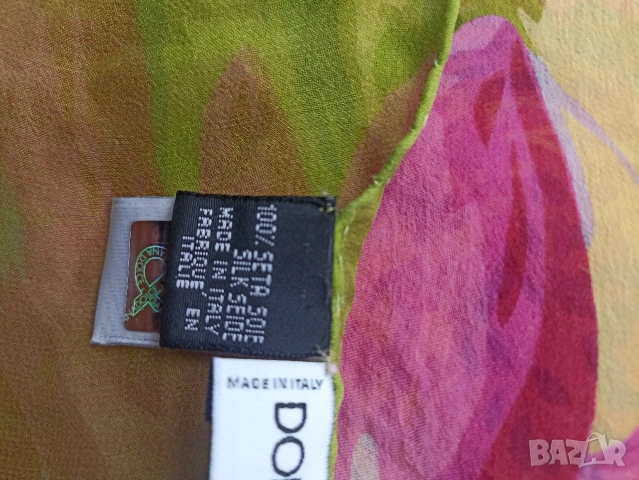 100% SETA SOIE
SILK SEIDE
MADE IN ITALY
FABRIQUE' EN
ITALIE
MADE IN ITALY
DO
BAZAR